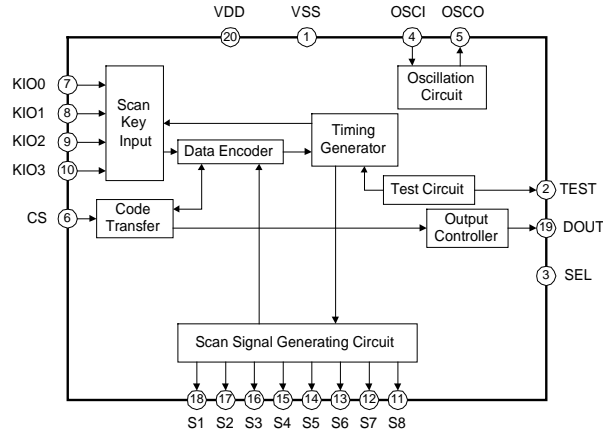 VDD VSS OSCI OSCO
20 1 4 5
KIO0 7
KIO1 8
KIO2 9
KIO3 10
CS 6
Scan
Key
Input
Oscillation
Circuit
Timing
Generator
Data Encoder
Test Circuit
2 TEST
Code
Transfer
Output
Controller
19 DOUT
3 SEL
Scan Signal Generating Circuit
18 17 16 15 14 13 12 11
S1 S2 S3 S4 S5 S6 S7 S8